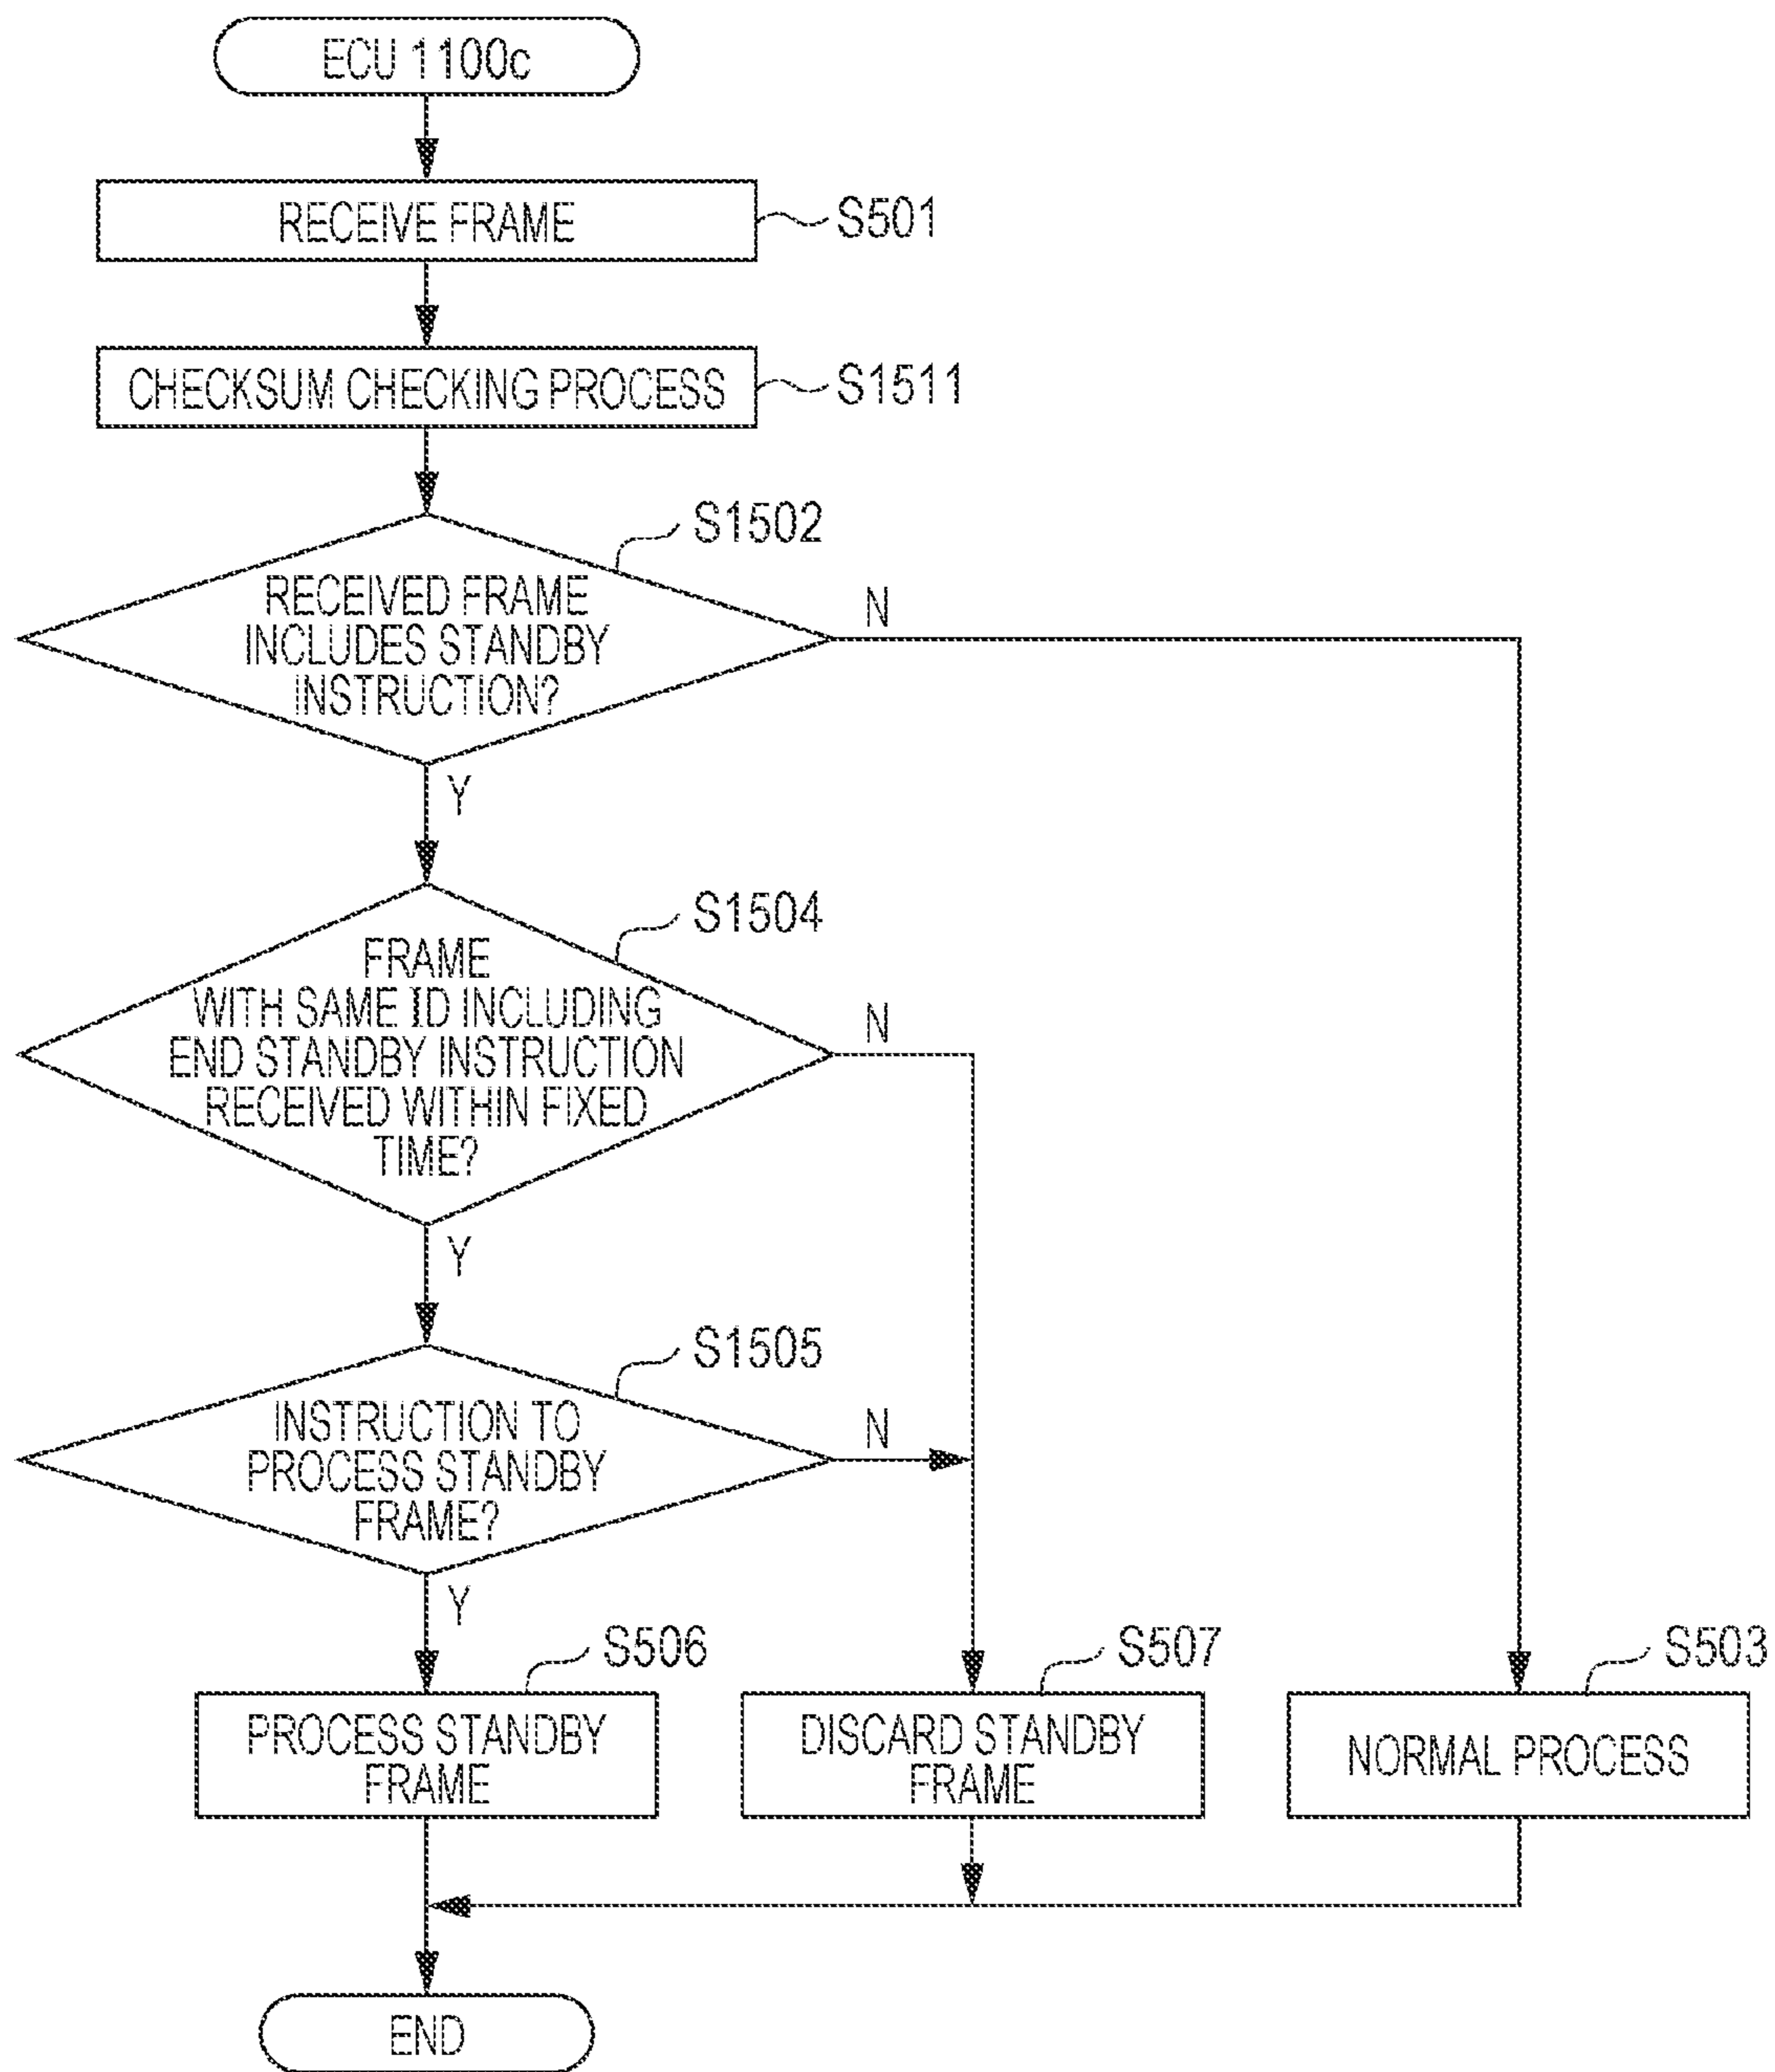 ECU 1100c
RECEIVE FRAME
S501
CHECKSUM CHECKING PROCESS
S1511
S1502
RECEIVED FRAME
INCLUDES STANDBY
INSTRUCTION?
N
Y
S1504
FRAME
WITH SAME ID INCLUDING
END STANDBY INSTRUCTION
RECEIVED WITHIN FIXED
TIME?
N
Y
S1505
INSTRUCTION TO
PROCESS STANDBY
FRAME?
N
Y
S506
PROCESS STANDBY
FRAME
S507
DISCARD STANDBY
FRAME
S503
NORMAL PROCESS
END